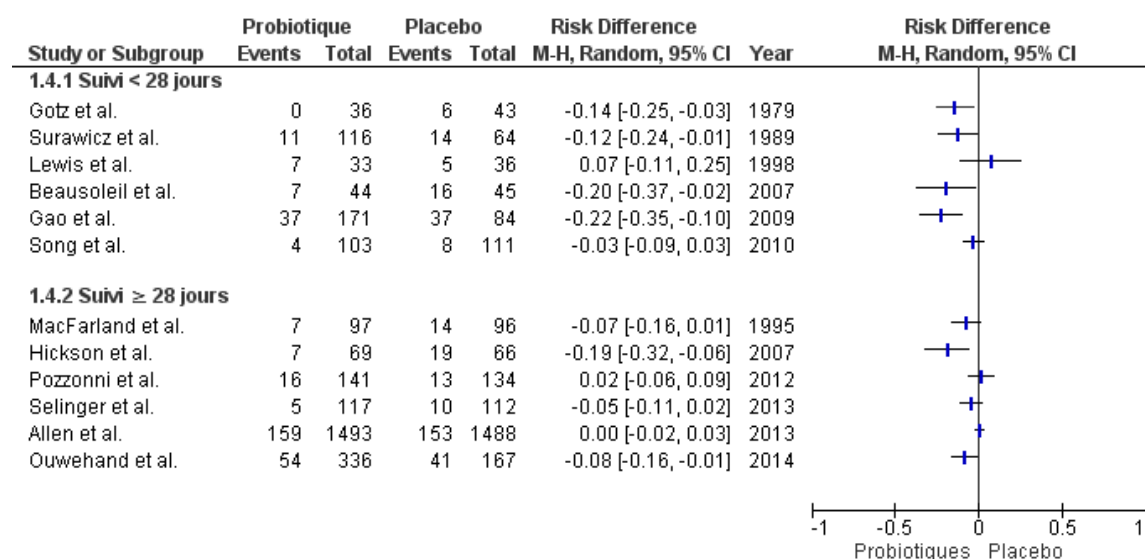 Probiotique Placebo Risk Difference Risk Difference
Study or Subgroup Events Total Events Total M-H, Random, 95% CI Year M-H, Random, 95% CI
1.4.1 Suivi < 28 jours
Gotz et al. 0 36 6 43 -0.14 [-0.25, -0.03] 1979
Surawicz et al. 11 116 14 64 -0.12 [-0.24, -0.01] 1989
Lewis et al. 7 33 5 36 0.07 [-0.11, 0.25] 1998
Beausoleil et al. 7 44 16 45 -0.20 [-0.37, -0.02] 2007
Gao et al. 37 171 37 84 -0.22 [-0.35, -0.10] 2009
Song et al. 4 103 8 111 -0.03 [-0.09, 0.03] 2010
1.4.2 Suivi ≥ 28 jours
MacFarland et al. 7 97 14 96 -0.07 [-0.16, 0.01] 1995
Hickson et al. 7 69 19 66 -0.19 [-0.32, -0.06] 2007
Pozzonni et al. 16 141 13 134 0.02 [-0.06, 0.09] 2012
Selinger et al. 5 117 10 112 -0.05 [-0.11, 0.02] 2013
Allen et al. 159 1493 153 1488 0.00 [-0.02, 0.03] 2013
Ouwehand et al. 54 336 41 167 -0.08 [-0.16, -0.01] 2014
-1 -0.5 0 0.5 1
Probiotiques Placebo